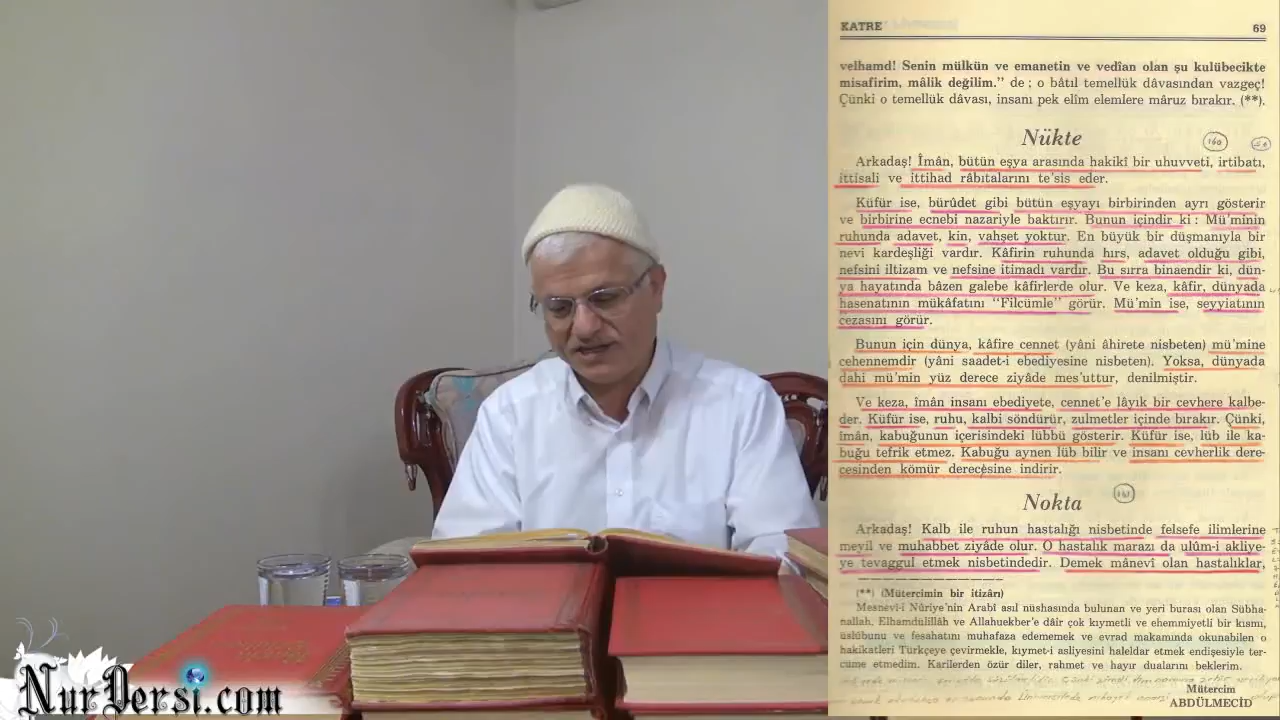 KATRE 69
velhamd! Senin mülkün ve emanetin ve vedîan olan şu kulübecikte
misafirim, mâlik değilim." de ; o bâtıl temellük dâvasından vazgeç!
Çünki o temellük dâvası, insanı pek elîm elemlere mâruz bırakır. (**).
Nükte
160
Arkadaş! Îmân, bütün eşya arasında hakikî bir uhuvveti, irtibatı,
ittisali ve ittihad râbıtalarını te'sis eder.
Küfür ise, bürûdet gibi bütün eşyayı birbirinden ayrı gösterir
ve birbirine ecnebi nazariyle baktırır. Bunun içindir ki : Mü'minin
ruhunda adavet, kin, vahşet yoktur. En büyük bir düşmanıyla bir
nevi kardeşliği vardır. Kâfirin ruhunda hırs, adavet olduğu gibi,
nefsini iltizam ve nefsine itimadı vardır. Bu sırra binaendir ki, dün-
ya hayatında bâzen galebe kâfirlerde olur. Ve keza, kâfir, dünyada
hasenatının mükâfatını "Filcümle" görür. Mü'min ise, seyyiatının
cezasını görür.
Bunun için dünya, kâfire cennet (yâni âhirete nisbeten) mü'mine
cehennemdir (yâni saadet-i ebediyesine nisbeten). Yoksa, dünyada
dahi mü'min yüz derece ziyâde mes'uttur, denilmiştir.
Ve keza, îmân insanı ebediyete, cennet'e lâyık bir cevhere kalbe-
der. Küfür ise, ruhu, kalbi söndürür, zulmetler içinde bırakır. Çünki,
îmân, kabuğunun içerisindeki lübbü gösterir. Küfür ise, lüb ile ka-
buğu tefrik etmez. Kabuğu aynen lüb bilir ve insanı cevherlik dere-
cesinden kömür derecesine indirir.
Nokta
161
Arkadaş! Kalb ile ruhun hastalığı nisbetinde felsefe ilimlerine
meyil ve muhabbet ziyâde olur. O hastalık marazı da ulûm-i akliye-
ye tevaggul etmek nisbetindedir. Demek mânevî olan hastalıklar,
(**) (Mütercimin bir itizârı)
Mesnevî-i Nûriye'nin Arabî asıl nüshasında bulunan ve yeri burası olan Sübha-
nallah, Elhamdülillâh ve Allahuekber'e dâir çok kıymetli ve ehemmiyetli bir kısmı,
üslûbunu ve fesahatını muhafaza edememek ve evrad makamında okunabilen o
hakikatleri Türkçeye çevirmekle, kıymet-i asliyesini haleldar etmek endişesiyle ter-
cüme etmedim. Karilerden özür diler, rahmet ve hayır dualarını beklerim.
Mütercim
ABDÜLMECİD
NurDersi.com